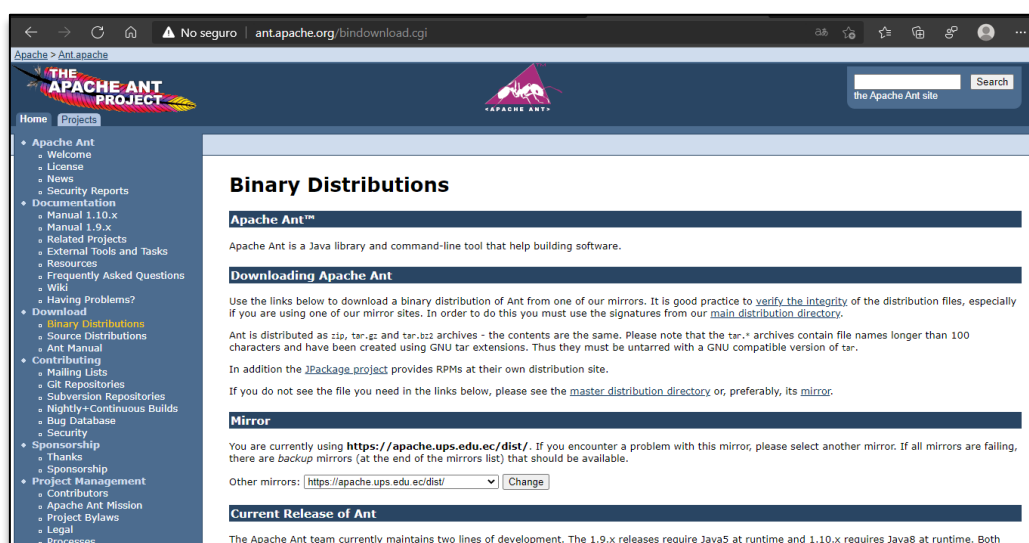 No seguro | ant.apache.org/bindownload.cgi
Apache > Ant.apache
THE
APACHE ANT
PROJECT
<APACHE ANT>
Search
the Apache Ant site
Home Projects
Apache Ant
Welcome
License
News
Security Reports
Documentation
Manual 1.10.x
Manual 1.9.x
Related Projects
External Tools and Tasks
Resources
Frequently Asked Questions
Wiki
Having Problems?
Download
Binary Distributions
Source Distributions
Ant Manual
Contributing
Mailing Lists
Git Repositories
Subversion Repositories
Nightly+Continuous Builds
Bug Database
Security
Sponsorship
Thanks
Sponsorship
Project Management
Contributors
Apache Ant Mission
Project Bylaws
Legal
Processes
Binary Distributions
Apache Ant™
Apache Ant is a Java library and command-line tool that help building software.
Downloading Apache Ant
Use the links below to download a binary distribution of Ant from one of our mirrors. It is good practice to verify the integrity of the distribution files, especially
if you are using one of our mirror sites. In order to do this you must use the signatures from our main distribution directory.
Ant is distributed as zip, tar.gz and tar.bz2 archives - the contents are the same. Please note that the tar.* archives contain file names longer than 100
characters and have been created using GNU tar extensions. Thus they must be untarred with a GNU compatible version of tar.
In addition the JPackage project provides RPMs at their own distribution site.
If you do not see the file you need in the links below, please see the master distribution directory or, preferably, its mirror.
Mirror
You are currently using https://apache.ups.edu.ec/dist/. If you encounter a problem with this mirror, please select another mirror. If all mirrors are failing,
there are backup mirrors (at the end of the mirrors list) that should be available.
Other mirrors: https://apache.ups.edu.ec/dist/ Change
Current Release of Ant
The Apache Ant team currently maintains two lines of development. The 1.9.x releases require Java5 at runtime and 1.10.x requires Java8 at runtime. Both